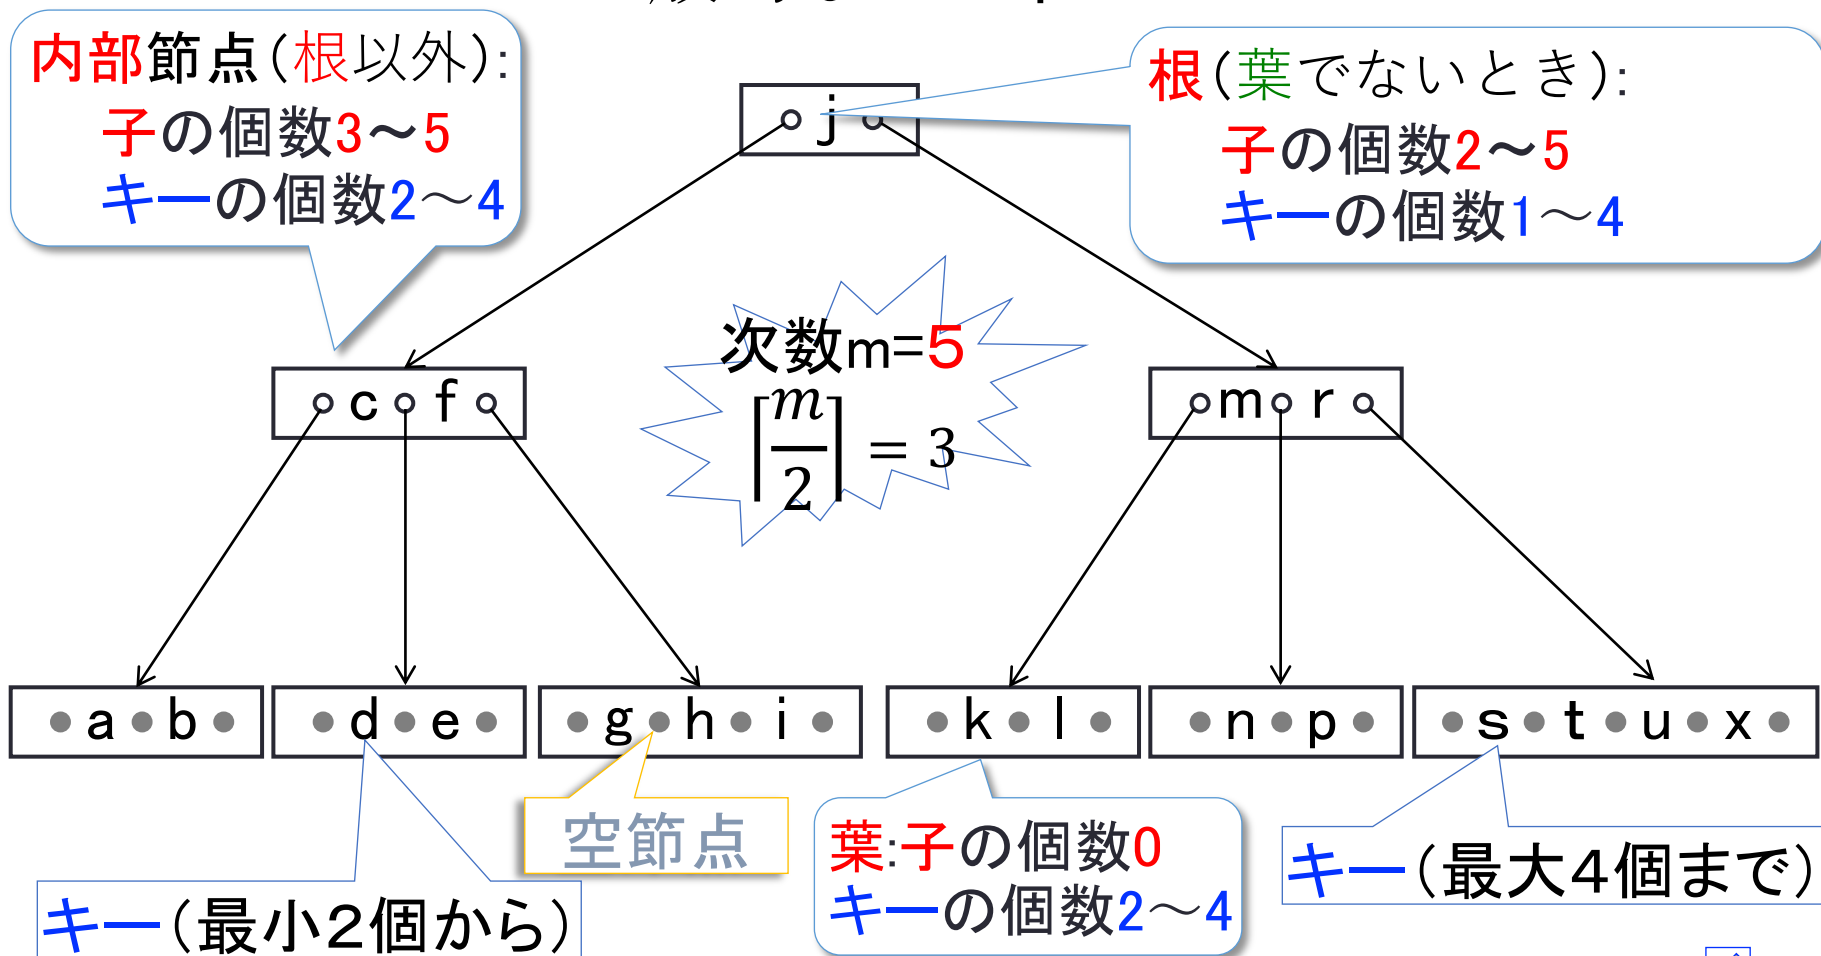 内部節点(根以外):
子の個数3～5
キーの個数2～4
根(葉でないとき):
子の個数2～5
キーの個数1～4
j
次数m=5
⌈m/2⌉ = 3
c f
m r
a b
d e
g h i
k l
n p
s t u x
空節点
葉:子の個数0
キーの個数2～4
キー(最大4個まで)
キー(最小2個から)